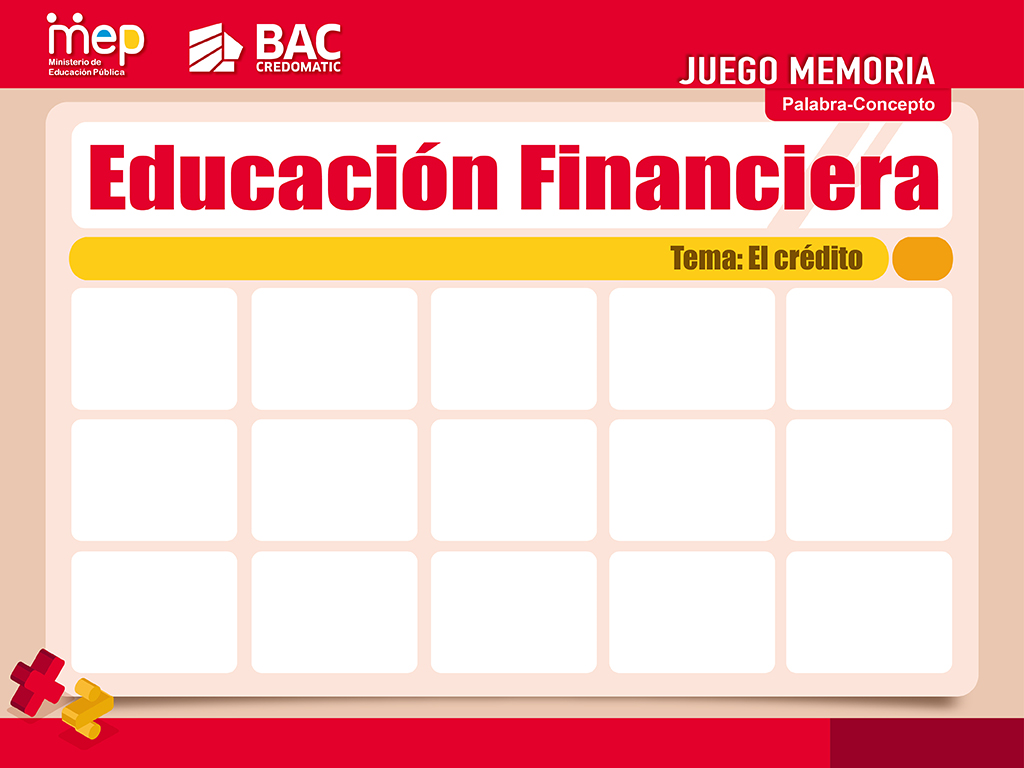 mep
Ministerio de
Educación Pública
BAC
CREDOMATIC
JUEGO MEMORIA
Palabra-Concepto
Educación Financiera
Tema: El crédito